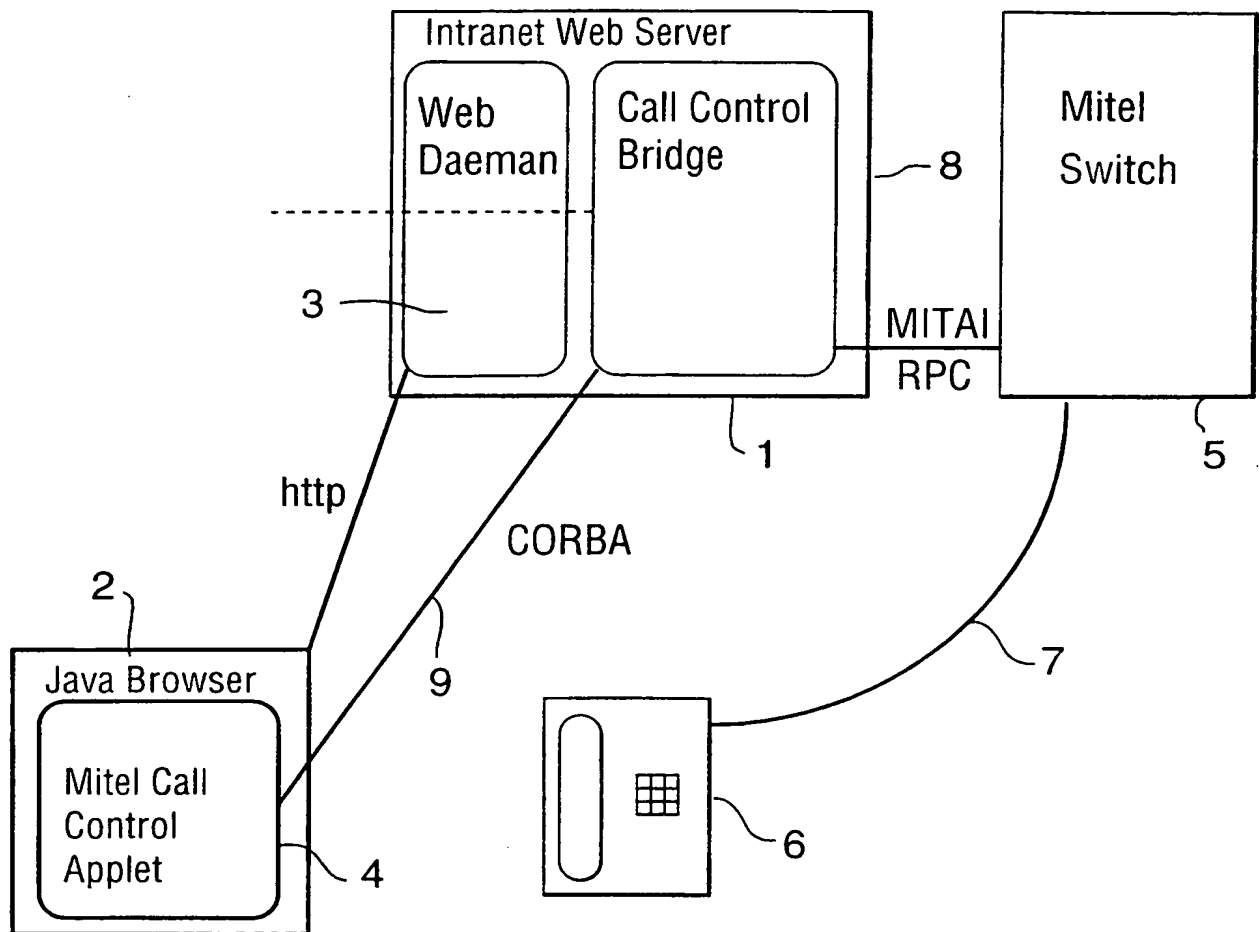 Intranet Web Server
Web
Daeman
Call Control
Bridge
Mitel
Switch
8
3
MITAI
RPC
1
5
http
CORBA
2
9
7
Java Browser
Mitel Call
Control
Applet
4
6